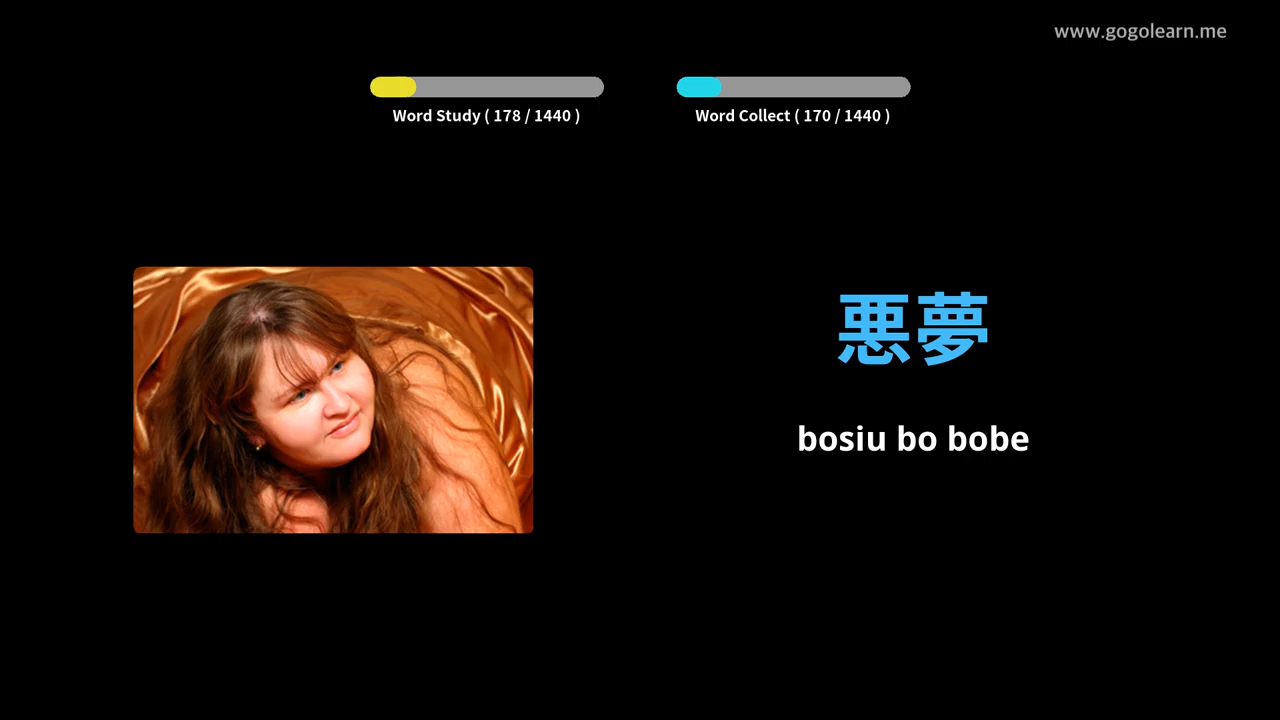 www.gogolearn.me
Word Study ( 178 / 1440 )
Word Collect ( 170 / 1440 )
悪夢
bosiu bo bobe